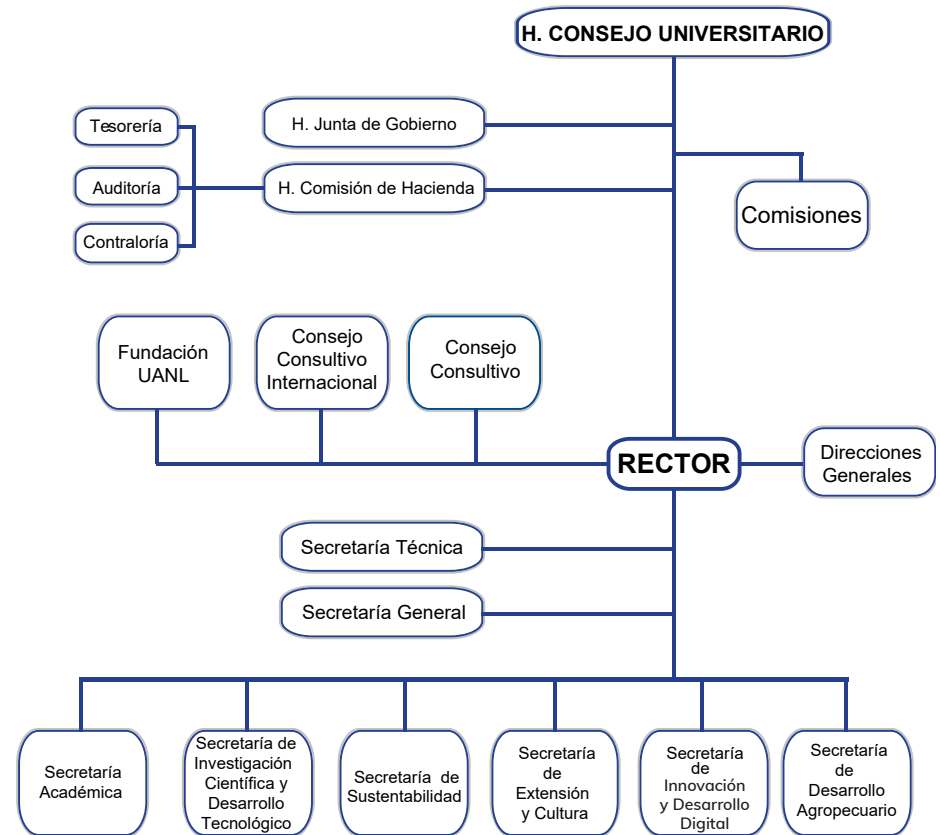 H. CONSEJO UNIVERSITARIO
Tesorería
H. Junta de Gobierno
Auditoría
H. Comisión de Hacienda
Comisiones
Contraloría
Fundación
UANL
Consejo
Consultivo
Internacional
Consejo
Consultivo
RECTOR
Direcciones
Generales
Secretaría Técnica
Secretaría General
Secretaría
Académica
Secretaría de
Investigación
Científica y
Desarrollo
Tecnológico
Secretaría de
Sustentabilidad
Secretaría
de
Extensión
y Cultura
Secretaría
de
Innovación
y Desarrollo
Digital
Secretaría
de
Desarrollo
Agropecuario